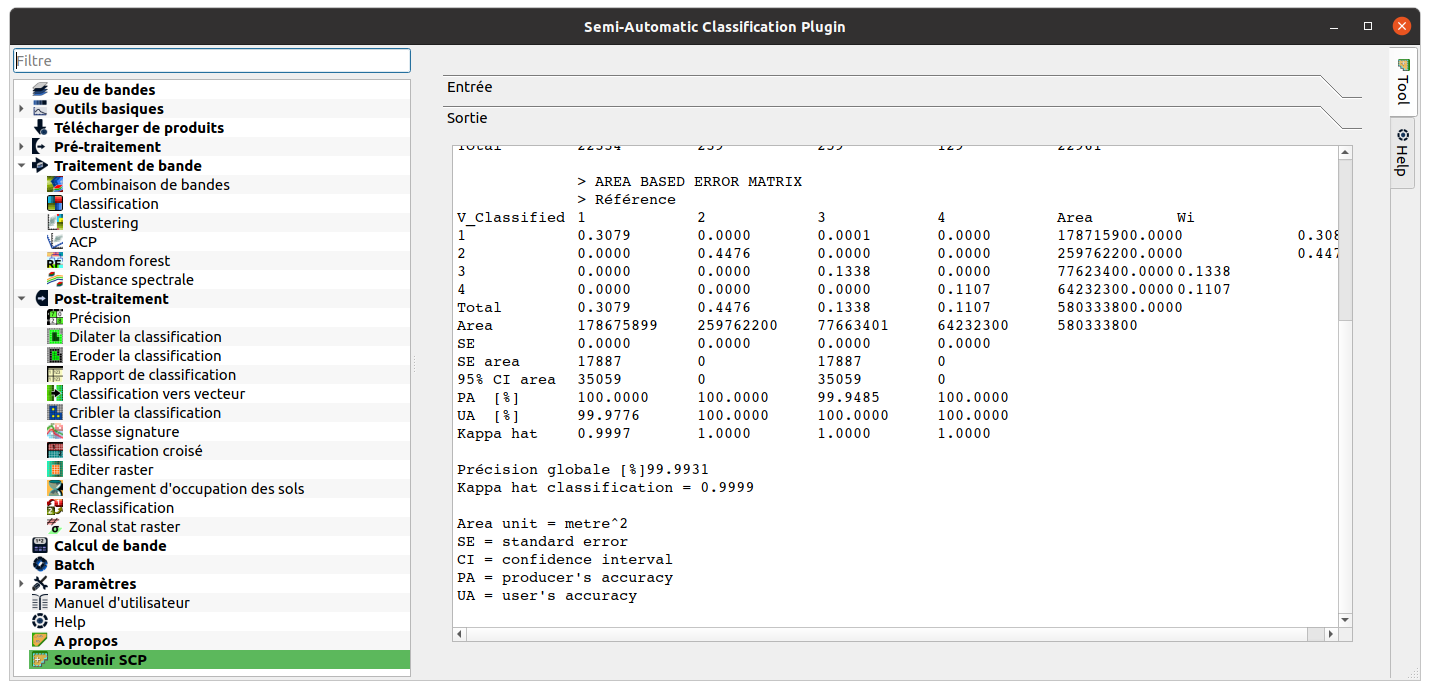 Semi-Automatic Classification Plugin
Filtre
Jeu de bandes
Outils basiques
Télécharger de produits
Pré-traitement
Traitement de bande
Combinaison de bandes
Classification
Clustering
ACP
Random forest
Distance spectrale
Post-traitement
Précision
Dilater la classification
Eroder la classification
Rapport de classification
Classification vers vecteur
Cribler la classification
Classe signature
Classification croisé
Editer raster
Changement d'occupation des sols
Reclassification
Zonal stat raster
Calcul de bande
Batch
Paramètres
Manuel d'utilisateur
Help
A propos
Soutenir SCP
Entrée
Sortie
Total 22334 239 259 129 22961
> AREA BASED ERROR MATRIX
> Référence
V_Classified 1 2 3 4 Area Wi
1 0.3079 0.0000 0.0001 0.0000 178715900.0000 0.308
2 0.0000 0.4476 0.0000 0.0000 259762200.0000 0.447
3 0.0000 0.0000 0.1338 0.0000 77623400.0000 0.1338
4 0.0000 0.0000 0.0000 0.1107 64232300.0000 0.1107
Total 0.3079 0.4476 0.1338 0.1107 580333800.0000
Area 178675899 259762200 77663401 64232300 580333800
SE 0.0000 0.0000 0.0000 0.0000
SE area 17887 0 17887 0
95% CI area 35059 0 35059 0
PA [%] 100.0000 100.0000 99.9485 100.0000
UA [%] 99.9776 100.0000 100.0000 100.0000
Kappa hat 0.9997 1.0000 1.0000 1.0000
Précision globale [%]99.9931
Kappa hat classification = 0.9999
Area unit = metre^2
SE = standard error
CI = confidence interval
PA = producer's accuracy
UA = user's accuracy
Tool
Help